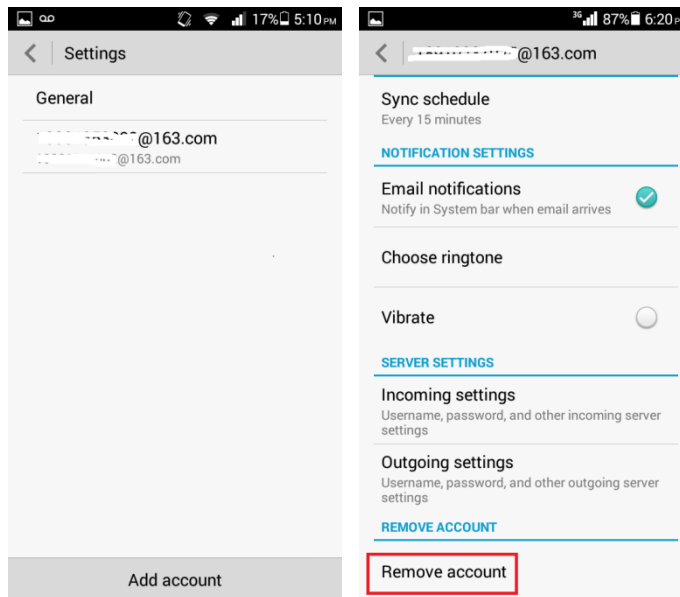 17% 5:10 PM
Settings
General
@163.com
@163.com
Add account
3G 87% 6:20 P
@163.com
Sync schedule
Every 15 minutes
NOTIFICATION SETTINGS
Email notifications
Notify in System bar when email arrives
Choose ringtone
Vibrate
SERVER SETTINGS
Incoming settings
Username, password, and other incoming server
settings
Outgoing settings
Username, password, and other outgoing server
settings
REMOVE ACCOUNT
Remove account